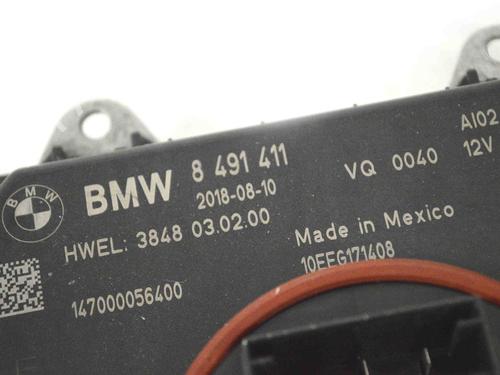 BMW
BMW 8 491 411
2018-08-10
HWEL: 3848 03.02.00
147000056400
VQ 0040
AI02
12V
Made in Mexico
10EEG171408